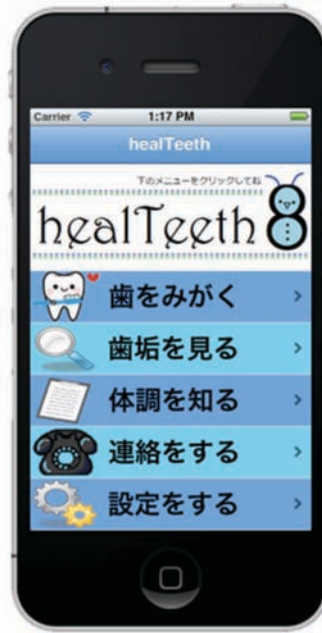 Carrier 1:17 PM
healTeeth
下のメニューをクリックしてね
healTeeth
歯をみがく
歯垢を見る
体調を知る
連絡をする
設定をする